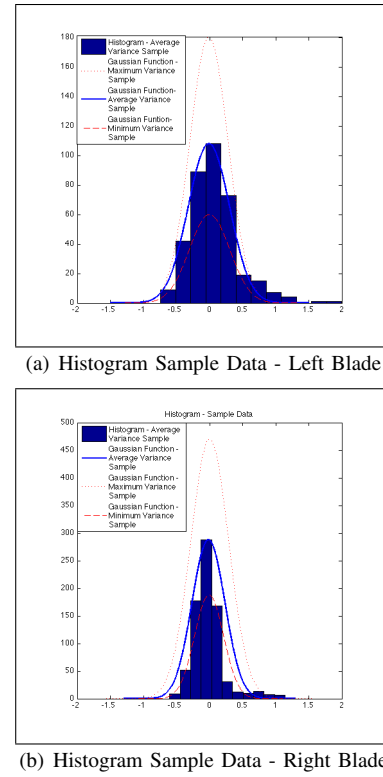 180
160
140
120
100
80
60
40
20
0
-2 -1.5 -1 -0.5 0 0.5 1 1.5 2
Histogram - Average
Variance Sample
Gaussian Function -
Maximum Variance
Sample
Gaussian Function-
Average Variance
Sample
Gaussian Funtion-
Minimum Variance
Sample
(a) Histogram Sample Data - Left Blade
Histogram - Sample Data
500
450
400
350
300
250
200
150
100
50
0
-2 -1.5 -1 -0.5 0 0.5 1 1.5 2
Histogram - Average
Variance Sample
Gaussian Function -
Average Variance
Sample
Gaussian Function -
Maximum Variance
Sample
Gaussian Function -
Minimum Variance
Sample
(b) Histogram Sample Data - Right Blade